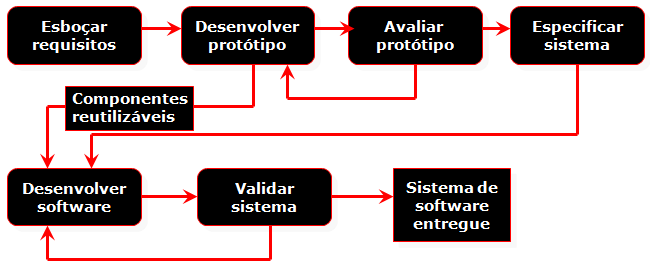 Esboçar
requisitos
Desenvolver
protótipo
Avaliar
protótipo
Especificar
sistema
Componentes
reutilizáveis
Desenvolver
software
Validar
sistema
Sistema de
software
entregue